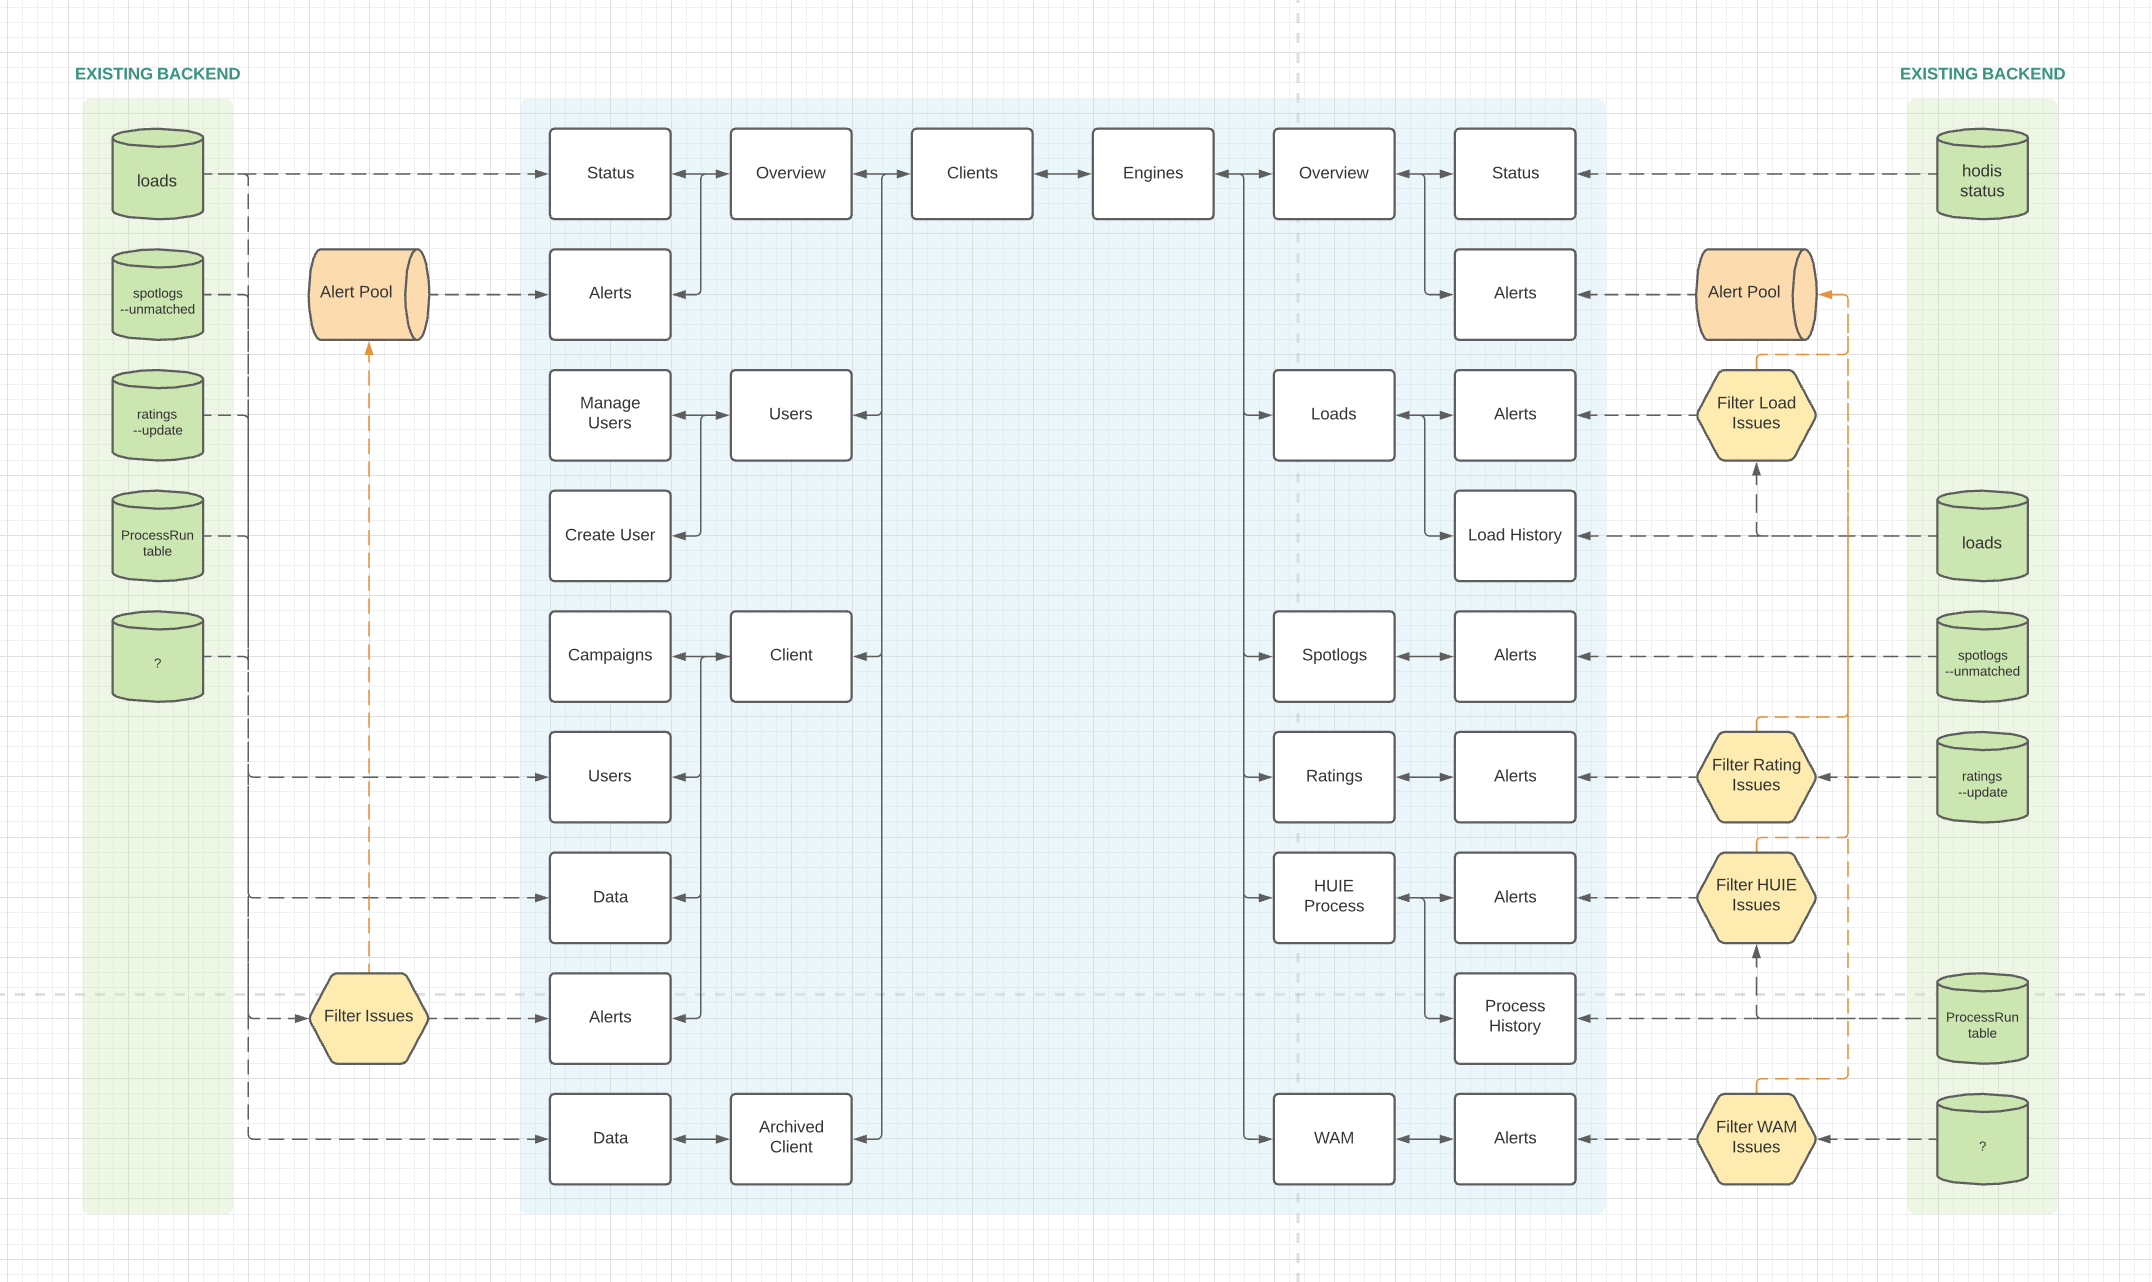 EXISTING BACKEND
EXISTING BACKEND
loads
Status
Overview
Clients
Engines
Overview
Status
hodis
status
spotlogs
--unmatched
Alert Pool
Alerts
Alerts
Alert Pool
ratings
--update
Manage
Users
Users
Loads
Alerts
Filter Load
Issues
ProcessRun
table
Create User
Load History
loads
?
Campaigns
Client
Spotlogs
Alerts
spotlogs
--unmatched
Users
Ratings
Alerts
Filter Rating
Issues
ratings
--update
Data
HUIE
Process
Alerts
Filter HUIE
Issues
Filter Issues
Alerts
Process
History
ProcessRun
table
Data
Archived
Client
WAM
Alerts
Filter WAM
Issues
?